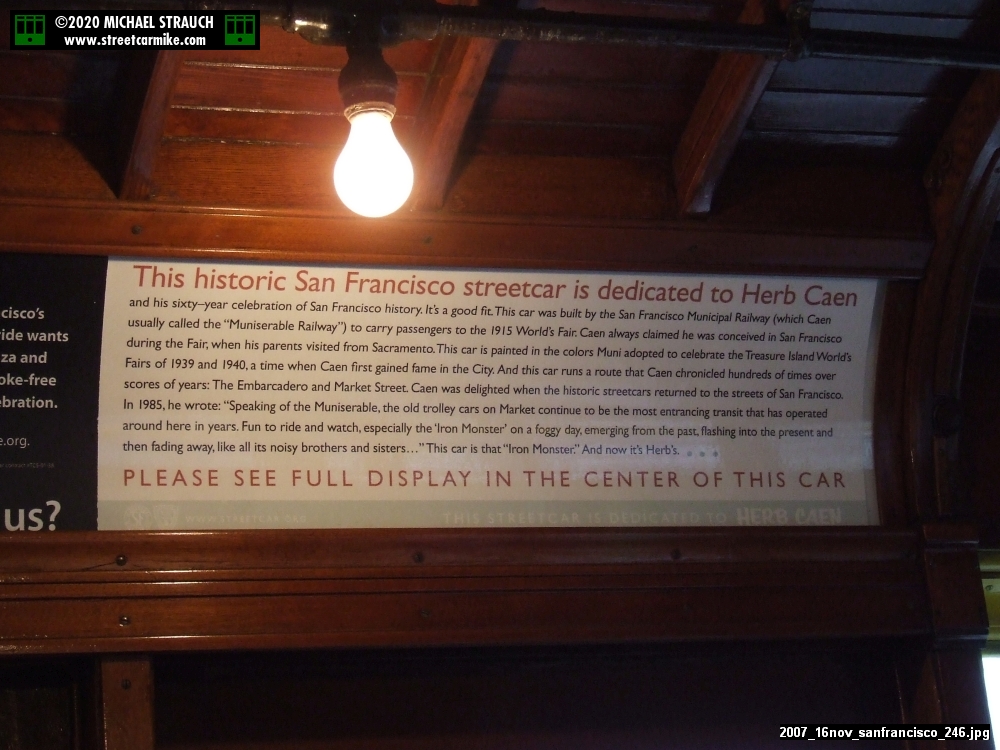 ©2020 MICHAEL STRAUCH
www.streetcarmike.com
This historic San Francisco streetcar is dedicated to Herb Caen
and his sixty–year celebration of San Francisco history. It's a good fit. This car was built by the San Francisco Municipal Railway (which Caen
usually called the “Muniserable Railway”) to carry passengers to the 1915 World's Fair. Caen always claimed he was conceived in San Francisco
during the Fair, when his parents visited from Sacramento. This car is painted in the colors Muni adopted to celebrate the Treasure Island World's
Fairs of 1939 and 1940, a time when Caen first gained fame in the City. And this car runs a route that Caen chronicled hundreds of times over
scores of years: The Embarcadero and Market Street. Caen was delighted when the historic streetcars returned to the streets of San Francisco.
In 1985, he wrote: “Speaking of the Muniserable, the old trolley cars on Market continue to be the most entrancing transit that has operated
around here in years. Fun to ride and watch, especially the ‘Iron Monster’ on a foggy day, emerging from the past, flashing into the present and
then fading away, like all its noisy brothers and sisters…” This car is that “Iron Monster.” And now it's Herb's.
PLEASE SEE FULL DISPLAY IN THE CENTER OF THIS CAR
WWW.STREETCAR.ORG
THIS STREETCAR IS DEDICATED TO HERB CAEN
cisco's
ride wants
za and
oke-free
ebration.
e.org.
us?
2007_16nov_sanfrancisco_246.jpg